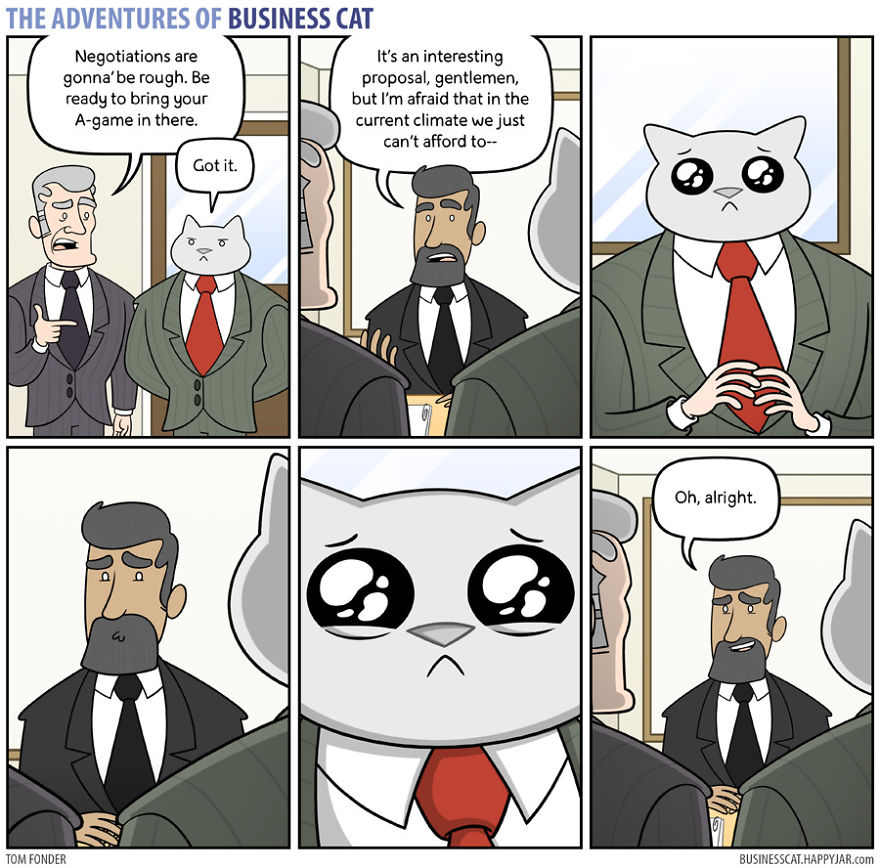 THE ADVENTURES OF BUSINESS CAT
Negotiations are
gonna' be rough. Be
ready to bring your
A-game in there.
Got it.
It's an interesting
proposal, gentlemen,
but I'm afraid that in the
current climate we just
can't afford to--
Oh, alright.
TOM FONDER
BUSINESSCAT.HAPPYJAR.com